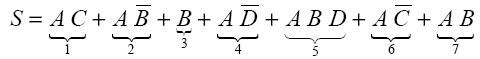 S = A C + A B̅ + B + A D̅ + A B D + A C̅ + A B
1 2 3 4 5 6 7